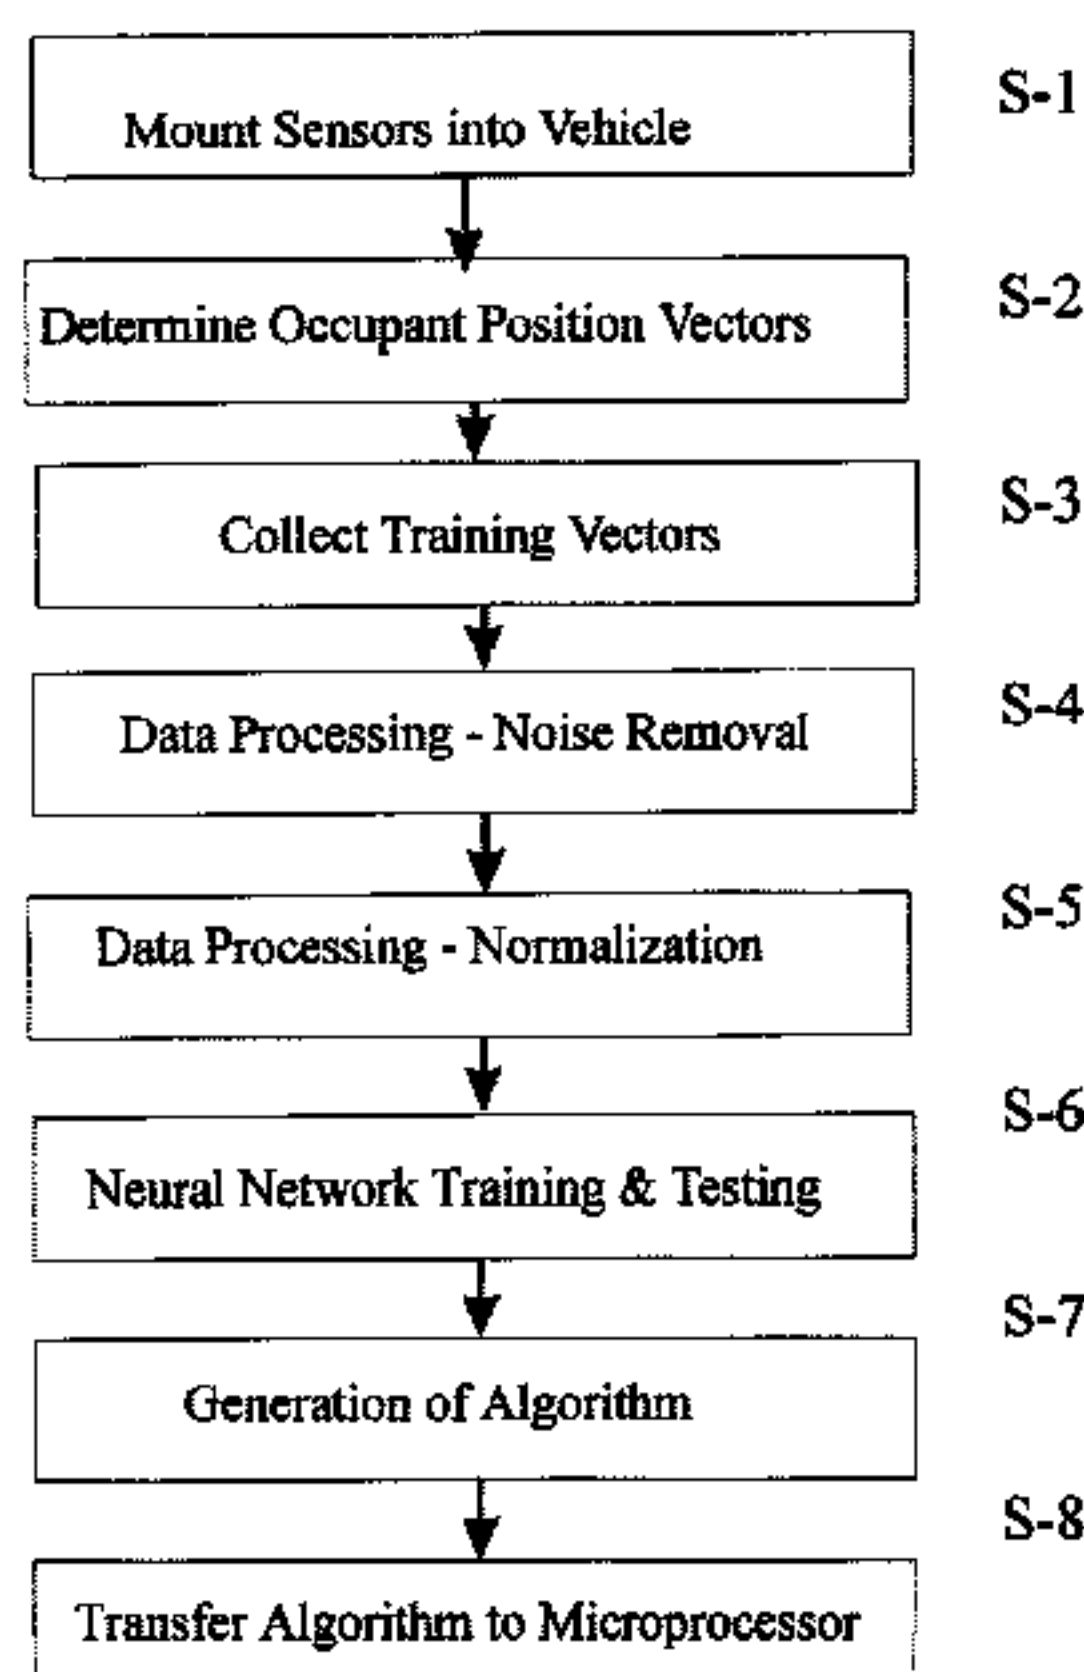 Mount Sensors into Vehicle
S-1
Determine Occupant Position Vectors
S-2
Collect Training Vectors
S-3
Data Processing - Noise Removal
S-4
Data Processing - Normalization
S-5
Neural Network Training & Testing
S-6
Generation of Algorithm
S-7
Transfer Algorithm to Microprocessor
S-8